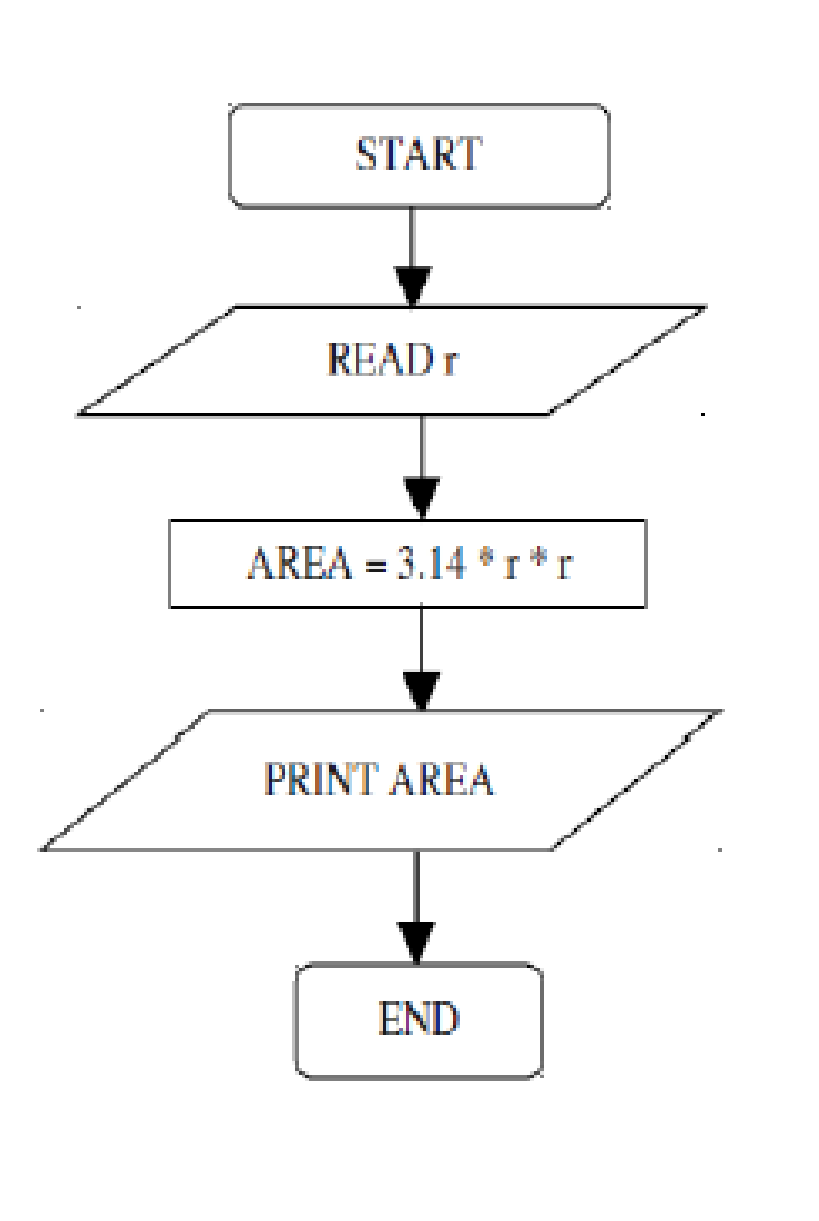 START
READ r
AREA = 3.14 * r * r
PRINT AREA
END